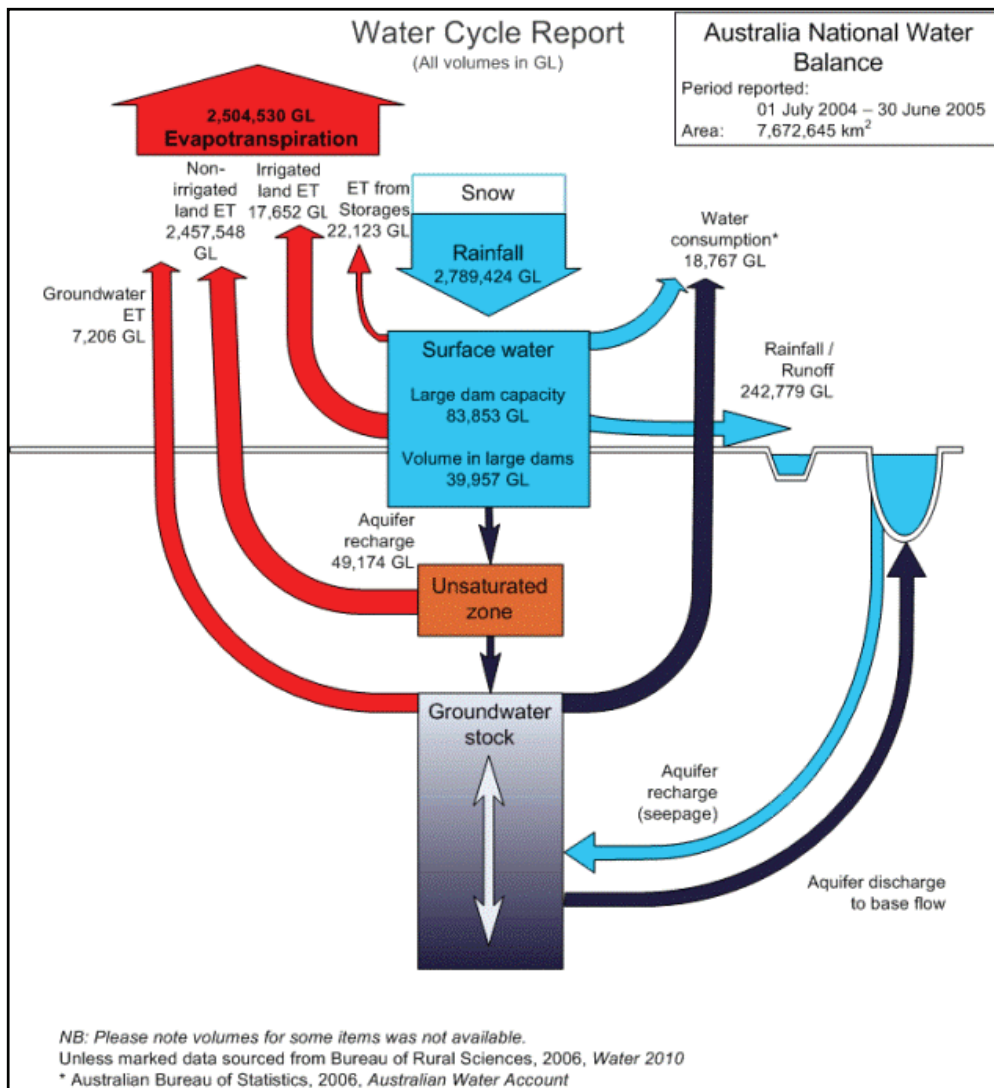 Water Cycle Report
(All volumes in GL)
Australia National Water
Balance
Period reported:
01 July 2004 – 30 June 2005
Area: 7,672,645 km²
2,504,530 GL
Evapotranspiration
Non-
irrigated
land ET
2,457,548
GL
Irrigated
land ET
17,652 GL
ET from
Storages
22,123 GL
Snow
Rainfall
2,789,424 GL
Water
consumption*
18,767 GL
Groundwater
ET
7,206 GL
Surface water
Large dam capacity
83,853 GL
Volume in large dams
39,957 GL
Rainfall /
Runoff
242,779 GL
Aquifer
recharge
49,174 GL
Unsaturated
zone
Groundwater
stock
Aquifer
recharge
(seepage)
Aquifer discharge
to base flow
NB: Please note volumes for some items was not available.
Unless marked data sourced from Bureau of Rural Sciences, 2006, Water 2010
* Australian Bureau of Statistics, 2006, Australian Water Account